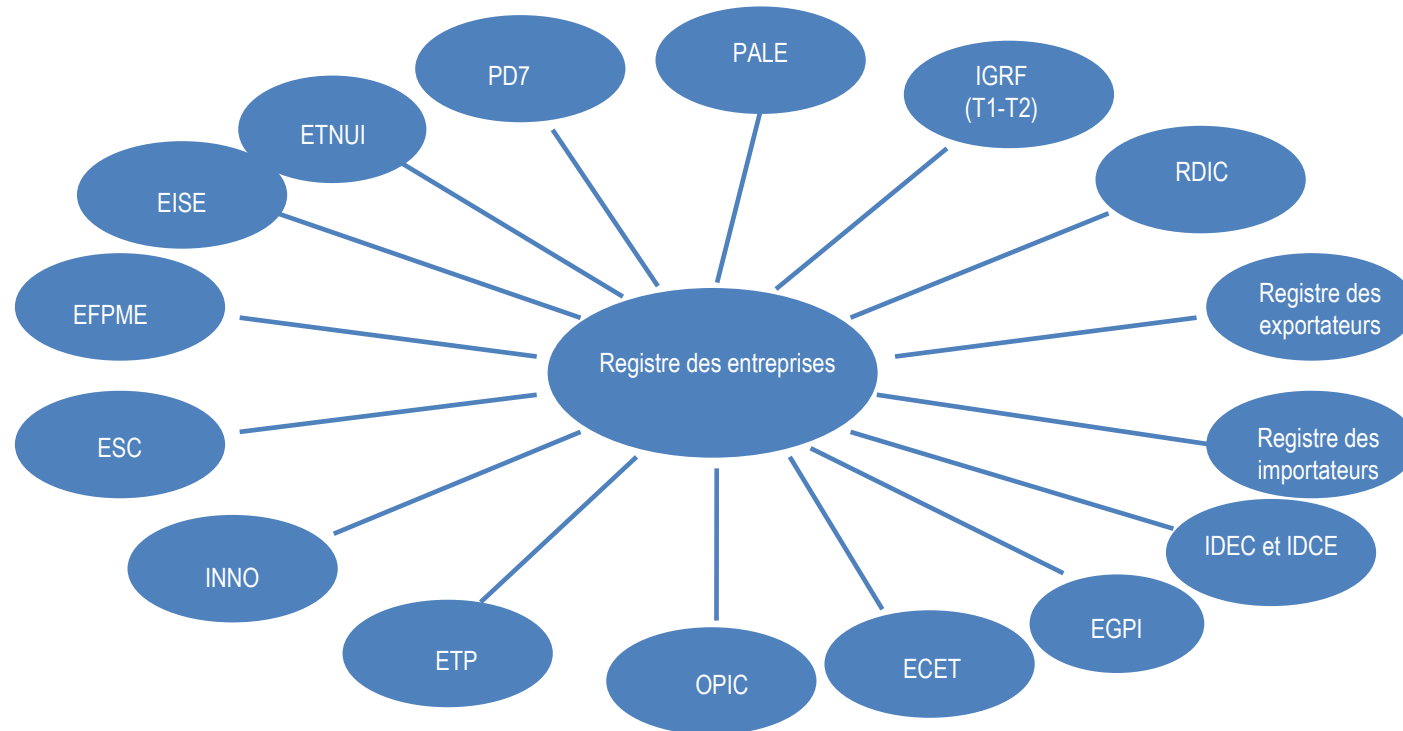 PALE
PD7
IGRF
(T1-T2)
ETNUI
RDIC
EISE
Registre des
exportateurs
EFPME
Registre des entreprises
ESC
Registre des
importateurs
IDEC et IDCE
INNO
EGPI
ETP
ECET
OPIC